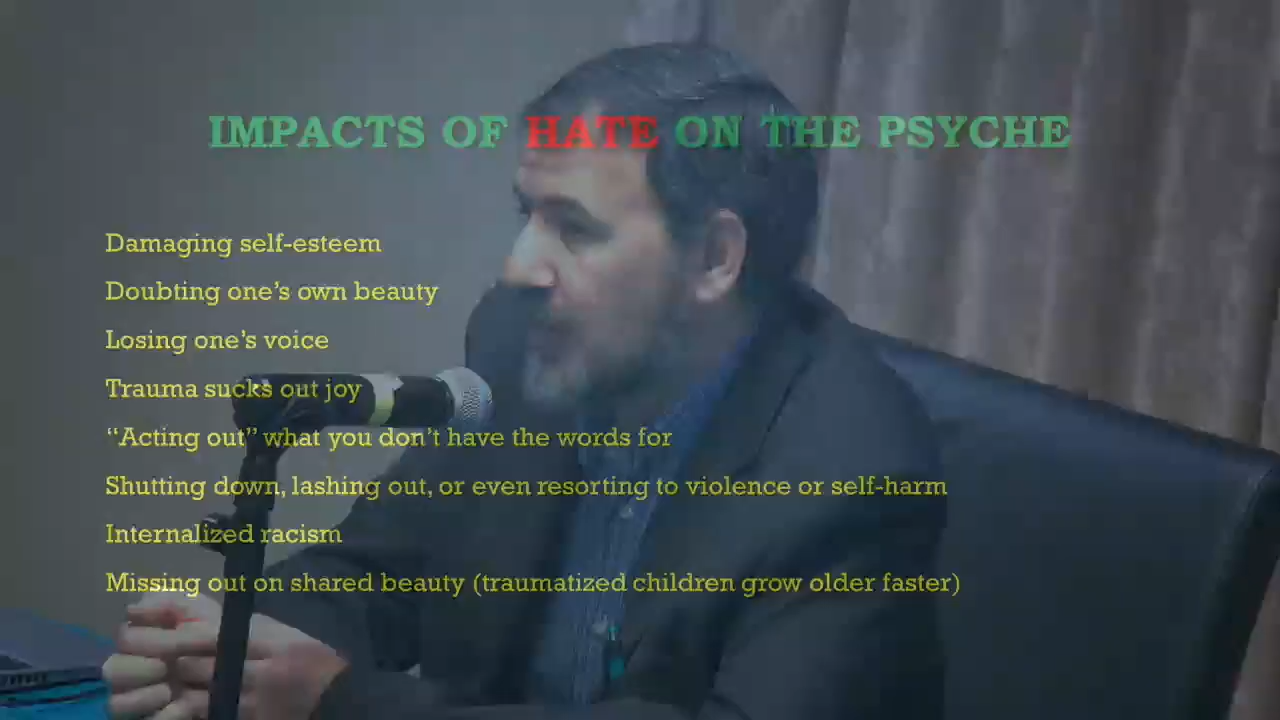 IMPACTS OF HATE ON THE PSYCHE
Damaging self-esteem
Doubting one’s own beauty
Losing one’s voice
Trauma sucks out joy
“Acting out” what you don’t have the words for
Shutting down, lashing out, or even resorting to violence or self-harm
Internalized racism
Missing out on shared beauty (traumatized children grow older faster)